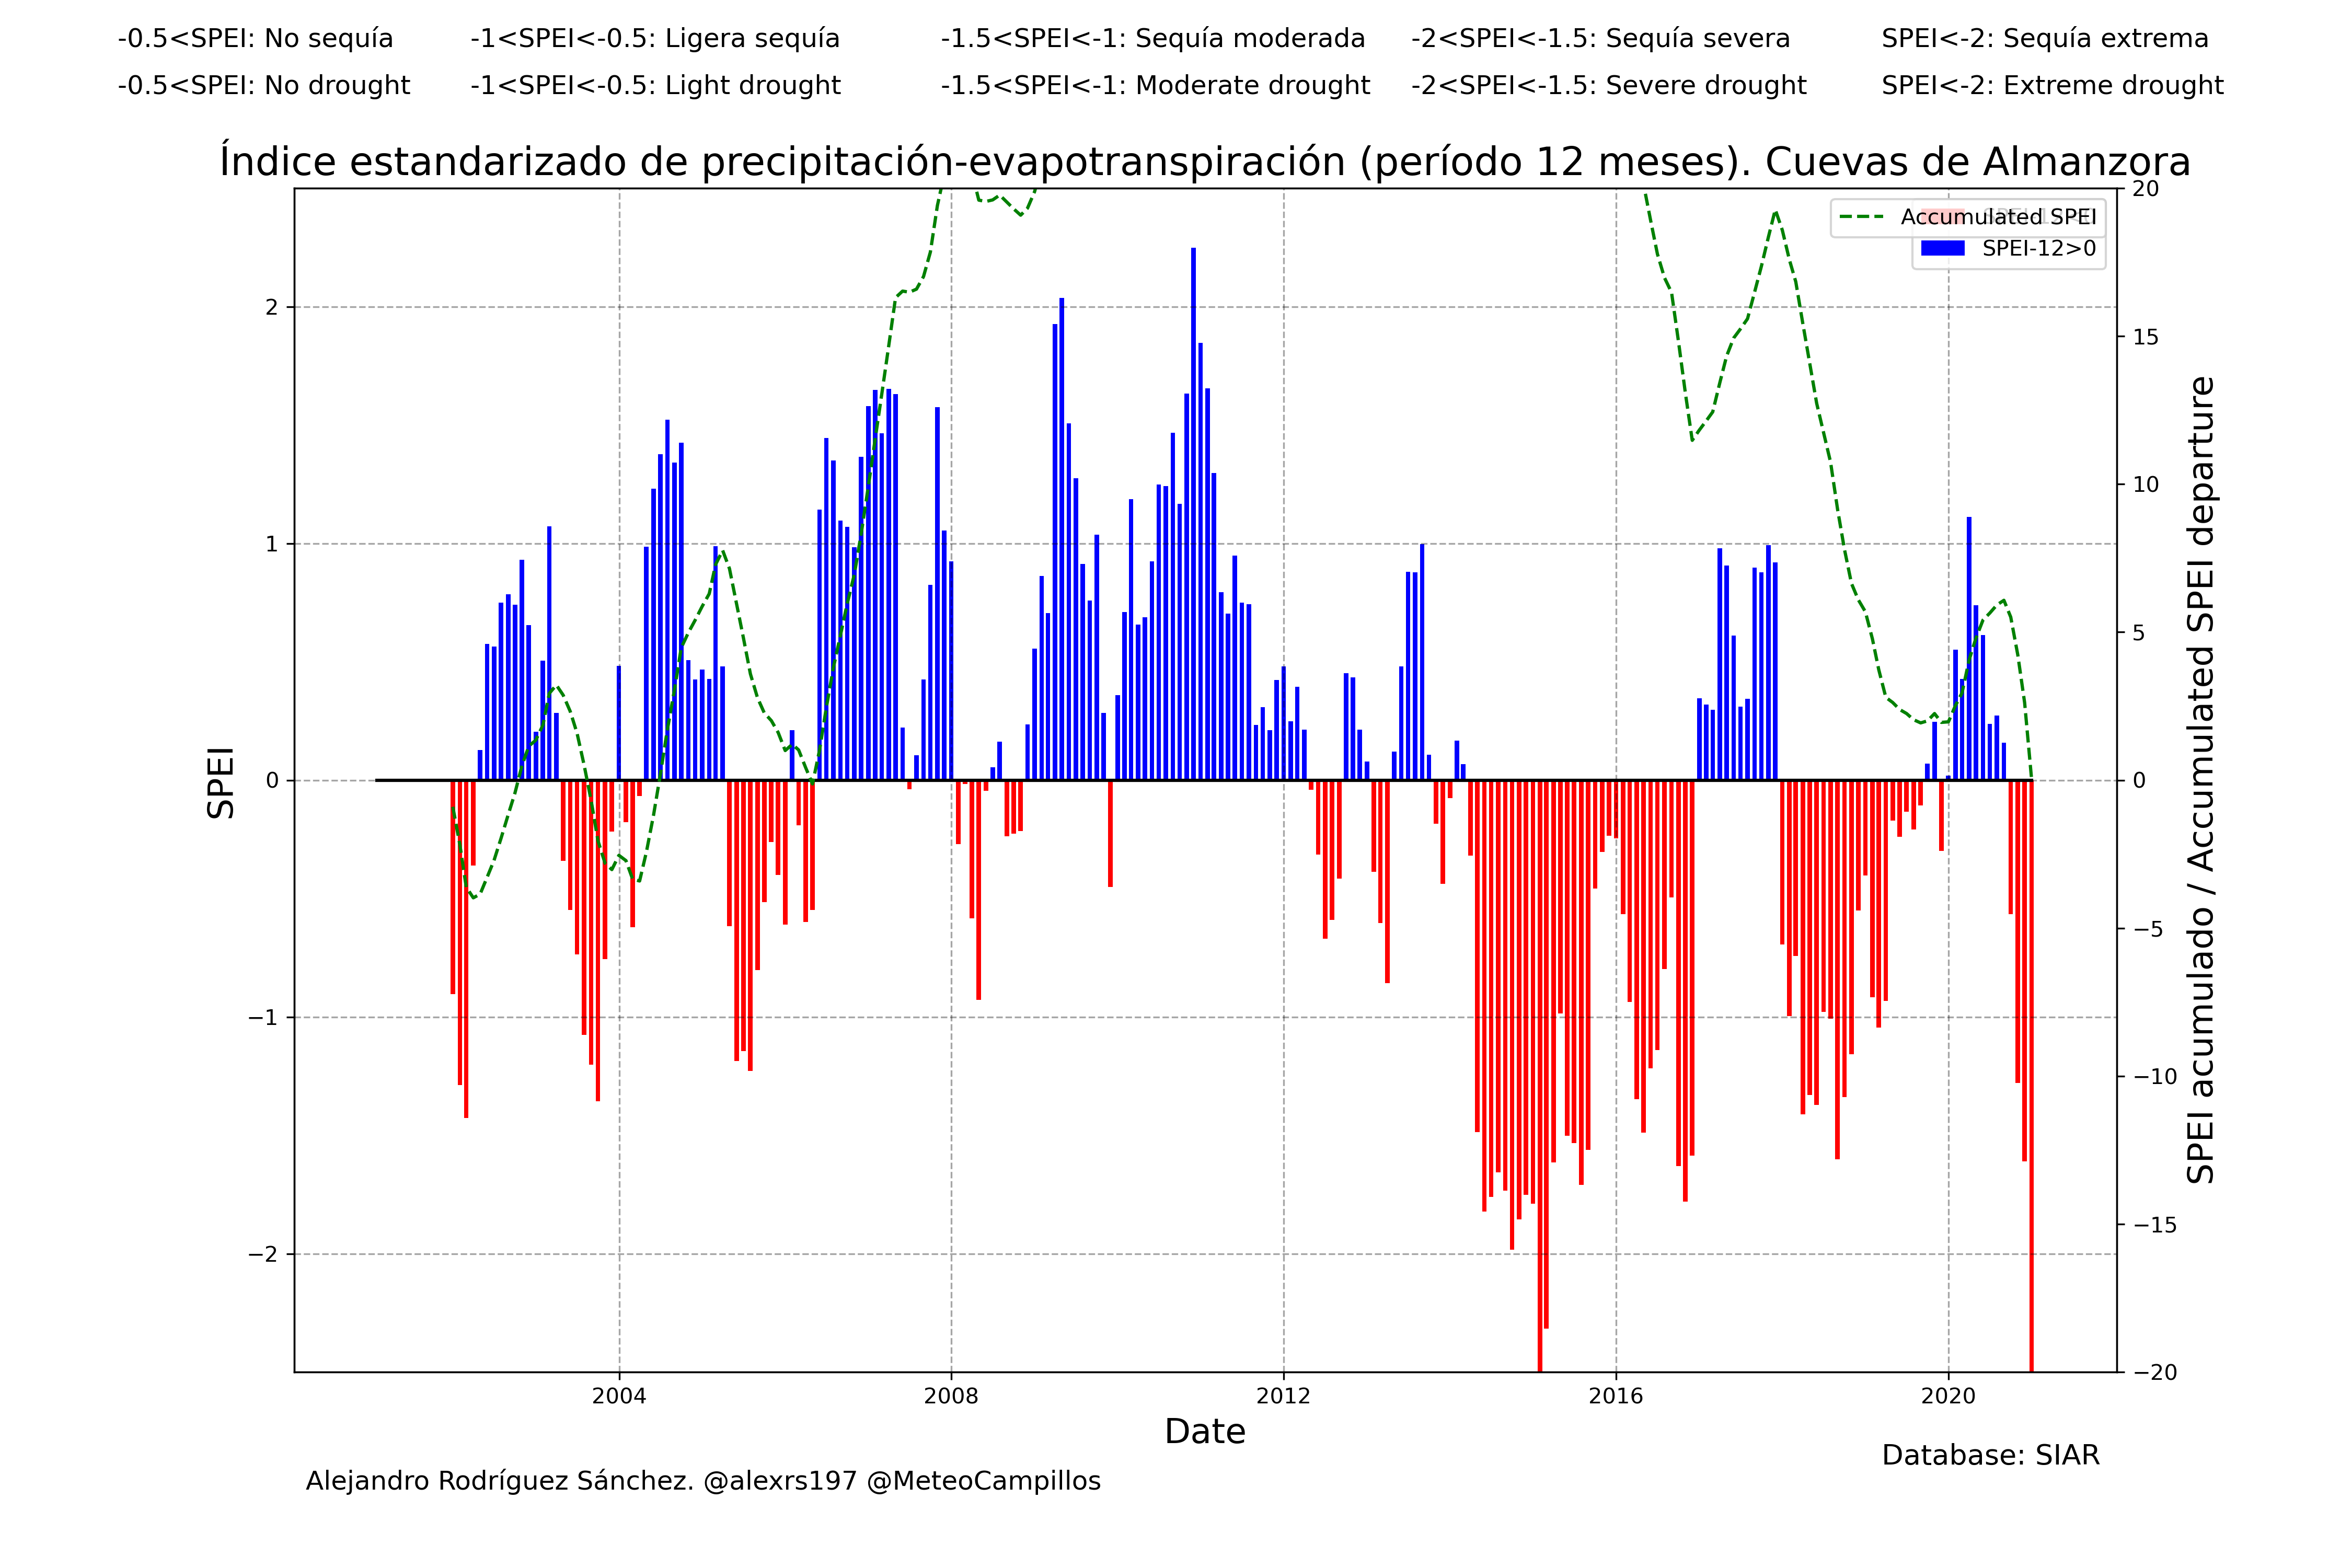 -0.5<SPEI: No sequía -1<SPEI<-0.5: Ligera sequía -1.5<SPEI<-1: Sequía moderada -2<SPEI<-1.5: Sequía severa SPEI<-2: Sequía extrema
-0.5<SPEI: No drought -1<SPEI<-0.5: Light drought -1.5<SPEI<-1: Moderate drought -2<SPEI<-1.5: Severe drought SPEI<-2: Extreme drought
Índice estandarizado de precipitación-evapotranspiración (período 12 meses). Cuevas de Almanzora
Accumulated SPEI
SPEI-12>0
SPEI
2
1
0
−1
−2
20
15
10
5
0
−5
−10
−15
−20
SPEI acumulado / Accumulated SPEI departure
2004 2008 2012 2016 2020
Date
Database: SIAR
Alejandro Rodríguez Sánchez. @alexrs197 @MeteoCampillos